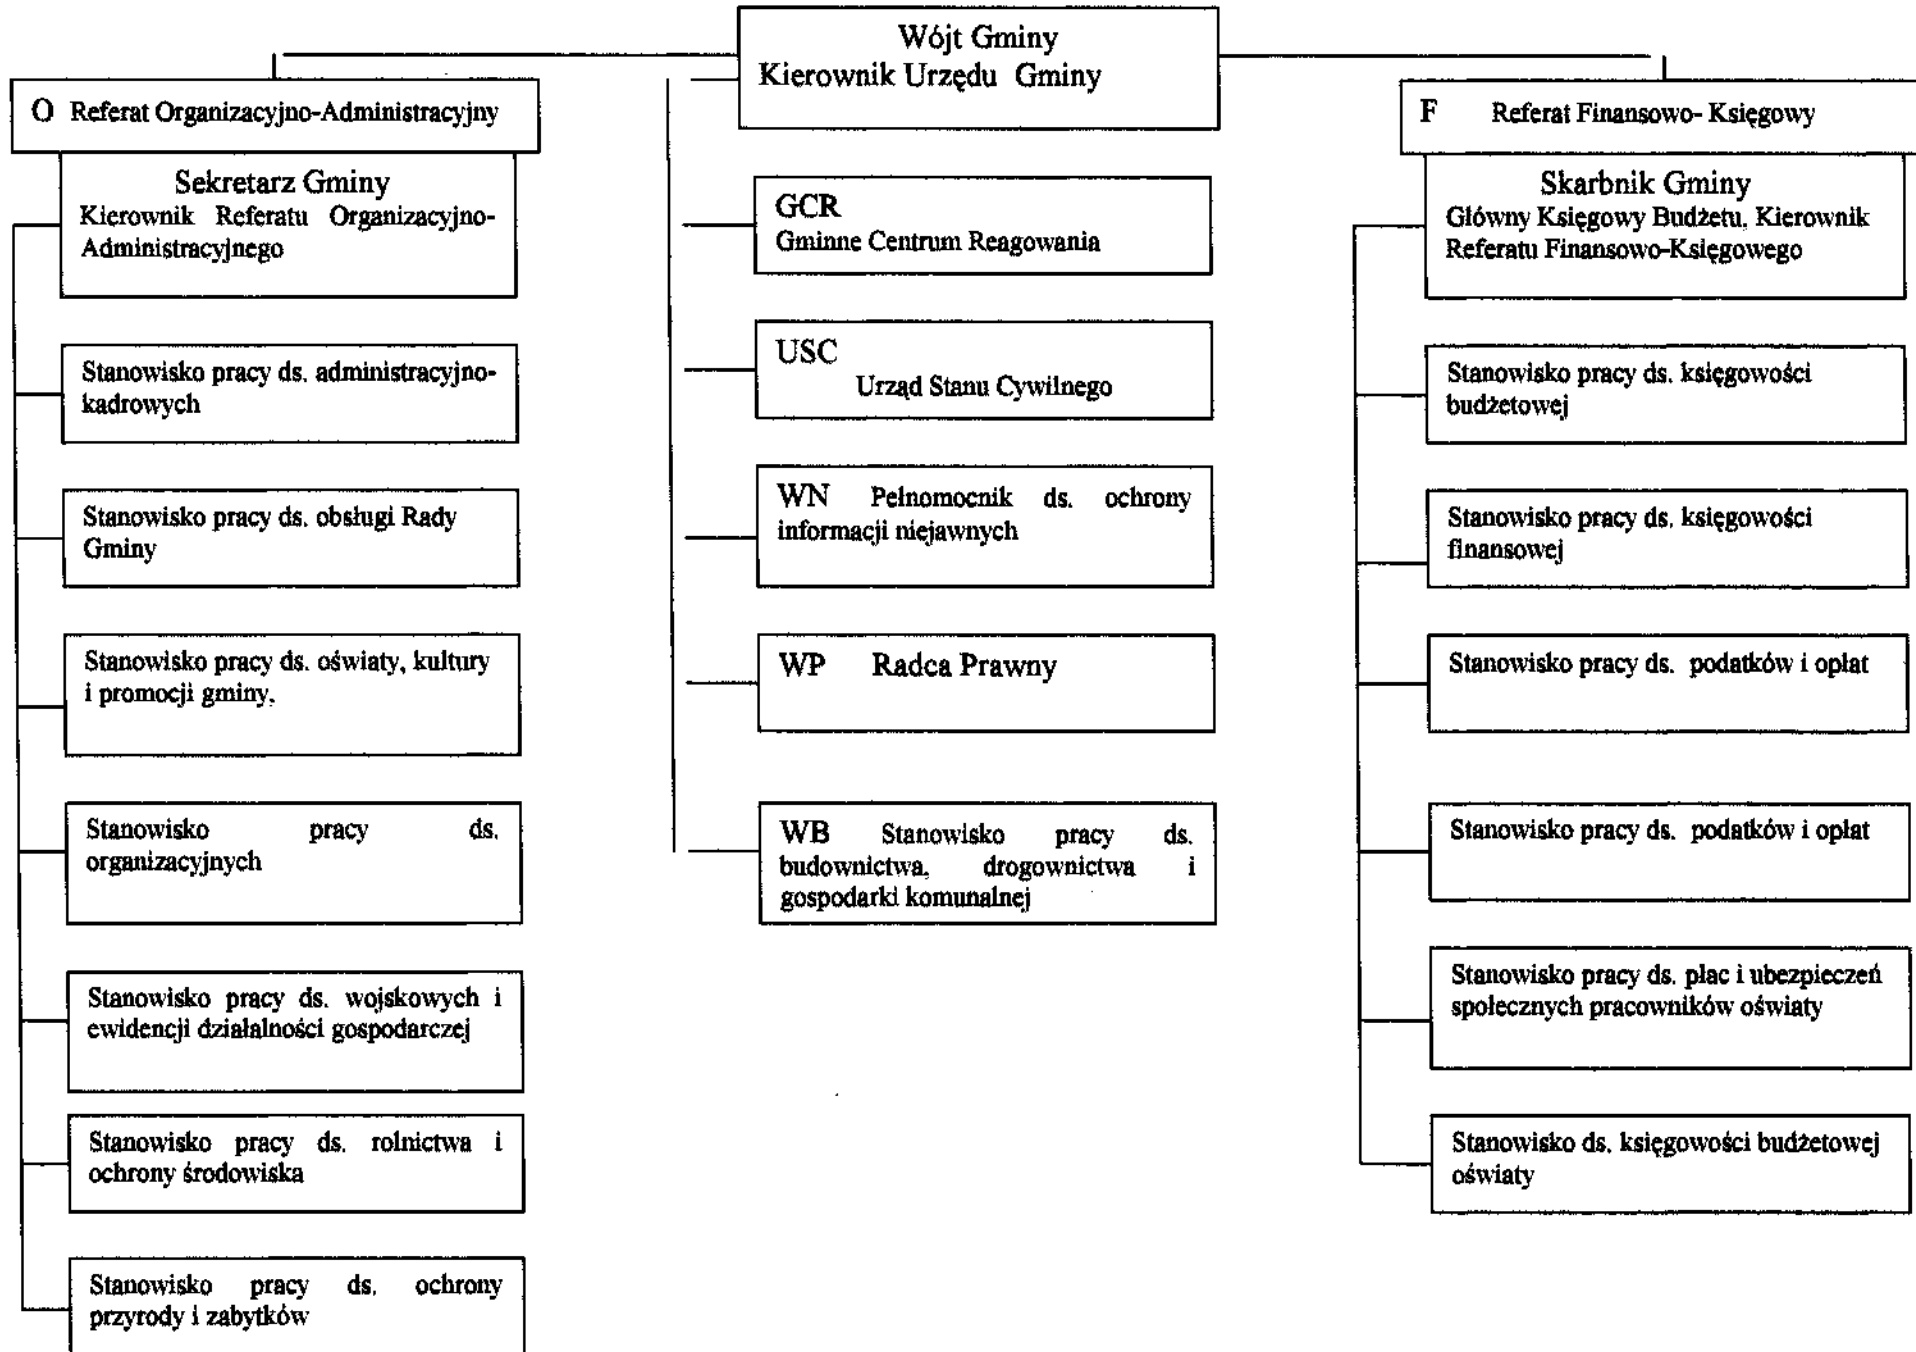 Wójt Gminy
Kierownik Urzędu Gminy
O Referat Organizacyjno-Administracyjny
Sekretarz Gminy
Kierownik Referatu Organizacyjno-
Administracyjnego
Stanowisko pracy ds. administracyjno-
kadrowych
Stanowisko pracy ds. obsługi Rady
Gminy
Stanowisko pracy ds. oświaty, kultury
i promocji gminy,
Stanowisko pracy ds.
organizacyjnych
Stanowisko pracy ds. wojskowych i
ewidencji działalności gospodarczej
Stanowisko pracy ds. rolnictwa i
ochrony środowiska
Stanowisko pracy ds. ochrony
przyrody i zabytków
GCR
Gminne Centrum Reagowania
USC
Urząd Stanu Cywilnego
WN Pełnomocnik ds. ochrony
informacji niejawnych
WP Radca Prawny
WB Stanowisko pracy ds.
budownictwa, drogownictwa i
gospodarki komunalnej
F Referat Finansowo- Księgowy
Skarbnik Gminy
Główny Księgowy Budżetu, Kierownik
Referatu Finansowo-Księgowego
Stanowisko pracy ds. księgowości
budżetowej
Stanowisko pracy ds. księgowości
finansowej
Stanowisko pracy ds. podatków i opłat
Stanowisko pracy ds. podatków i opłat
Stanowisko pracy ds. płac i ubezpieczeń
społecznych pracowników oświaty
Stanowisko ds. księgowości budżetowej
oświaty